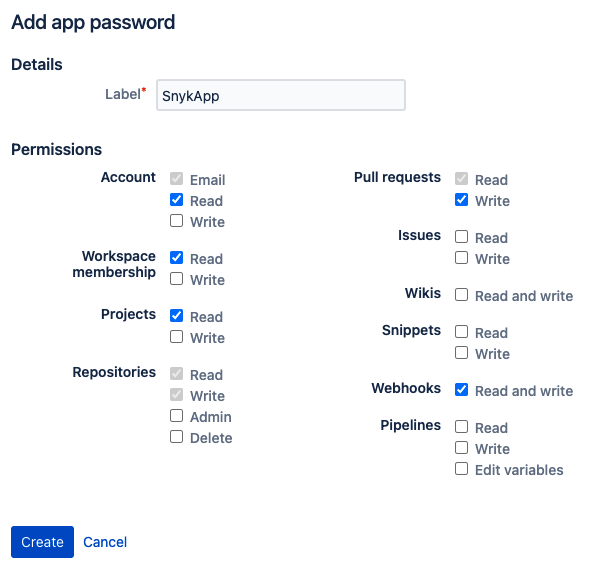 Add app password
Details
Label*
SnykApp
Permissions
Account
Email
Read
Write
Workspace
membership
Read
Write
Projects
Read
Write
Repositories
Read
Write
Admin
Delete
Pull requests
Read
Write
Issues
Read
Write
Wikis
Read and write
Snippets
Read
Write
Webhooks
Read and write
Pipelines
Read
Write
Edit variables
Create
Cancel